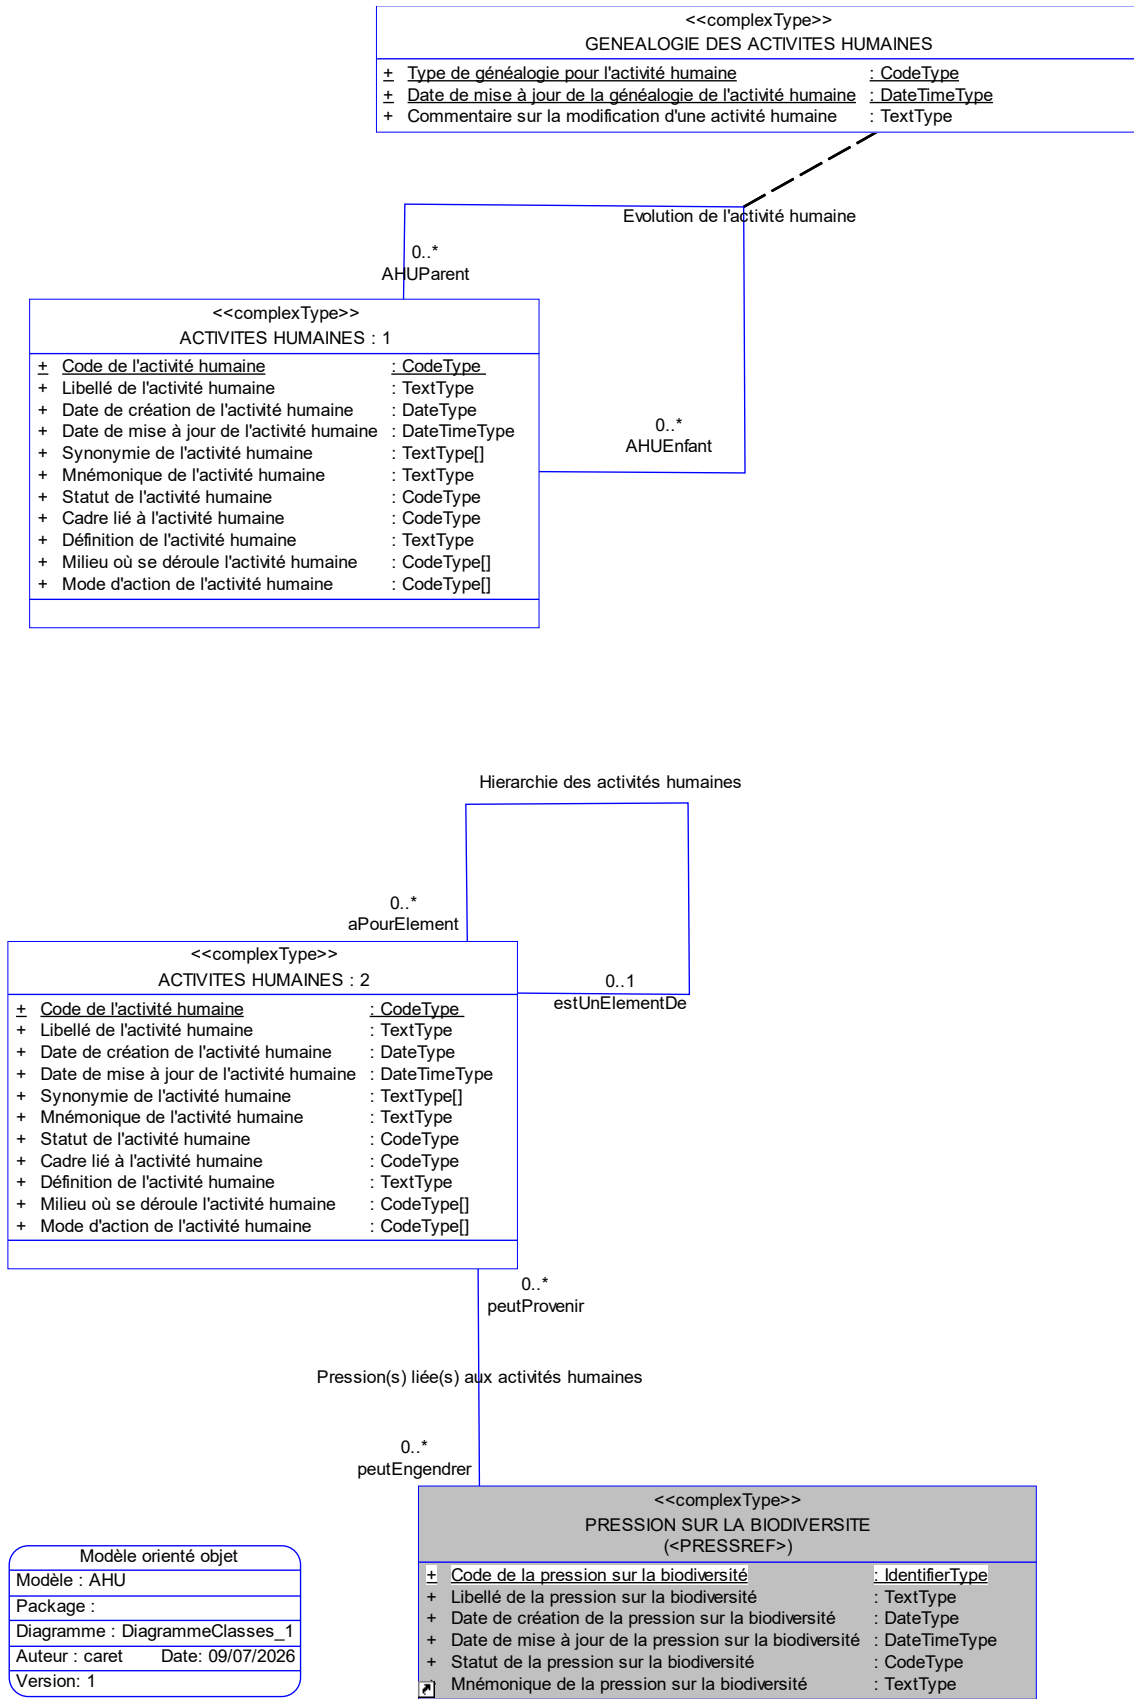 <<complexType>>
GENEALOGIE DES ACTIVITES HUMAINES
+ Type de généalogie pour l'activité humaine : CodeType
+ Date de mise à jour de la généalogie de l'activité humaine : DateTimeType
+ Commentaire sur la modification d'une activité humaine : TextType
Evolution de l'activité humaine
0..*
AHUParent
<<complexType>>
ACTIVITES HUMAINES : 1
+ Code de l'activité humaine : CodeType
+ Libellé de l'activité humaine : TextType
+ Date de création de l'activité humaine : DateType
+ Date de mise à jour de l'activité humaine : DateTimeType
+ Synonymie de l'activité humaine : TextType[]
+ Mnémonique de l'activité humaine : TextType
+ Statut de l'activité humaine : CodeType
+ Cadre lié à l'activité humaine : CodeType
+ Définition de l'activité humaine : TextType
+ Milieu où se déroule l'activité humaine : CodeType[]
+ Mode d'action de l'activité humaine : CodeType[]
0..*
AHUEnfant
Hierarchie des activités humaines
0..*
aPourElement
<<complexType>>
ACTIVITES HUMAINES : 2
0..1
estUnElementDe
+ Code de l'activité humaine : CodeType
+ Libellé de l'activité humaine : TextType
+ Date de création de l'activité humaine : DateType
+ Date de mise à jour de l'activité humaine : DateTimeType
+ Synonymie de l'activité humaine : TextType[]
+ Mnémonique de l'activité humaine : TextType
+ Statut de l'activité humaine : CodeType
+ Cadre lié à l'activité humaine : CodeType
+ Définition de l'activité humaine : TextType
+ Milieu où se déroule l'activité humaine : CodeType[]
+ Mode d'action de l'activité humaine : CodeType[]
0..*
peutProvenir
Pression(s) liée(s) aux activités humaines
0..*
peutEngendrer
<<complexType>>
PRESSION SUR LA BIODIVERSITE
(<PRESSREF>)
+ Code de la pression sur la biodiversité : IdentifierType
+ Libellé de la pression sur la biodiversité : TextType
+ Date de création de la pression sur la biodiversité : DateType
+ Date de mise à jour de la pression sur la biodiversité : DateTimeType
+ Statut de la pression sur la biodiversité : CodeType
Mnémonique de la pression sur la biodiversité : TextType
Modèle orienté objet
Modèle : AHU
Package :
Diagramme : DiagrammeClasses_1
Auteur : caret Date: 09/07/2026
Version: 1